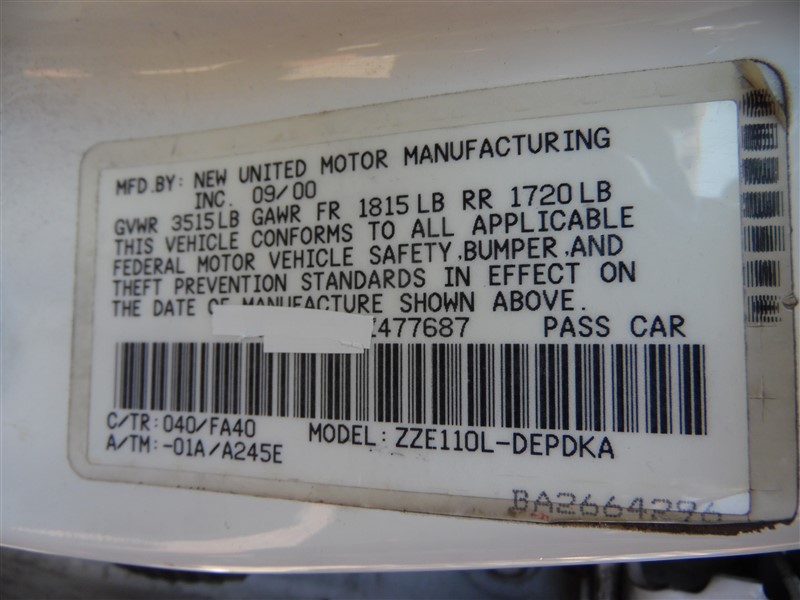 MFD.BY: NEW UNITED MOTOR MANUFACTURING
INC. 09/00
GVWR 3515LB GAWR FR 1815LB RR 1720LB
THIS VEHICLE CONFORMS TO ALL APPLICABLE
FEDERAL MOTOR VEHICLE SAFETY,BUMPER,AND
THEFT PREVENTION STANDARDS IN EFFECT ON
THE DATE OF MANUFACTURE SHOWN ABOVE.
Z477687 PASS CAR
C/TR:040/FA40
A/TM:-01A/A245E
MODEL:ZZE110L-DEPDKA
BA2664296